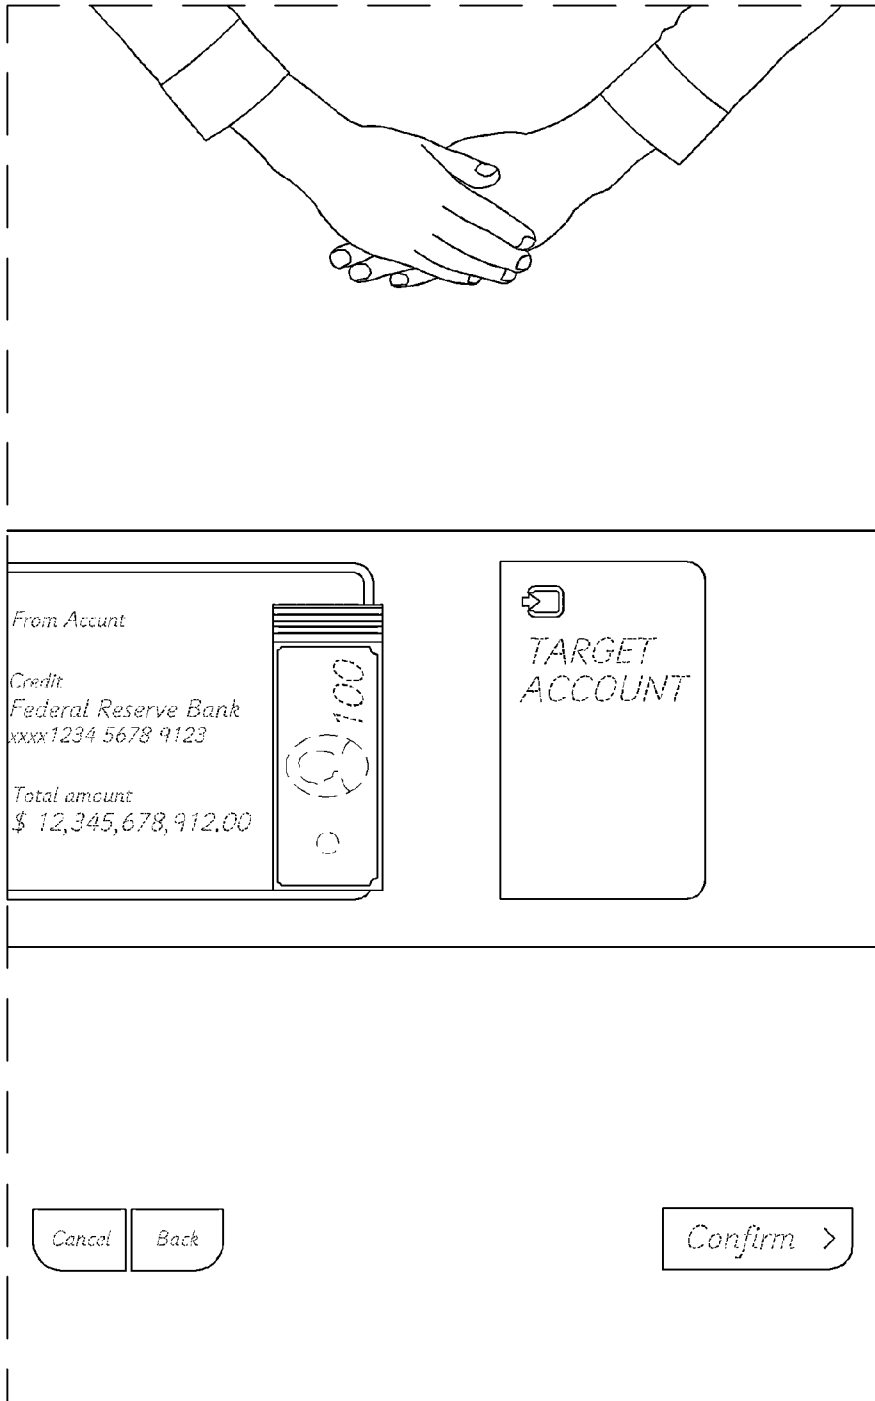 From Accunt
Credit
Federal Reserve Bank
xxxx1234 5678 9123
Total amount
$ 12,345,678,912.00
100
TARGET
ACCOUNT
Cancel
Back
Confirm >